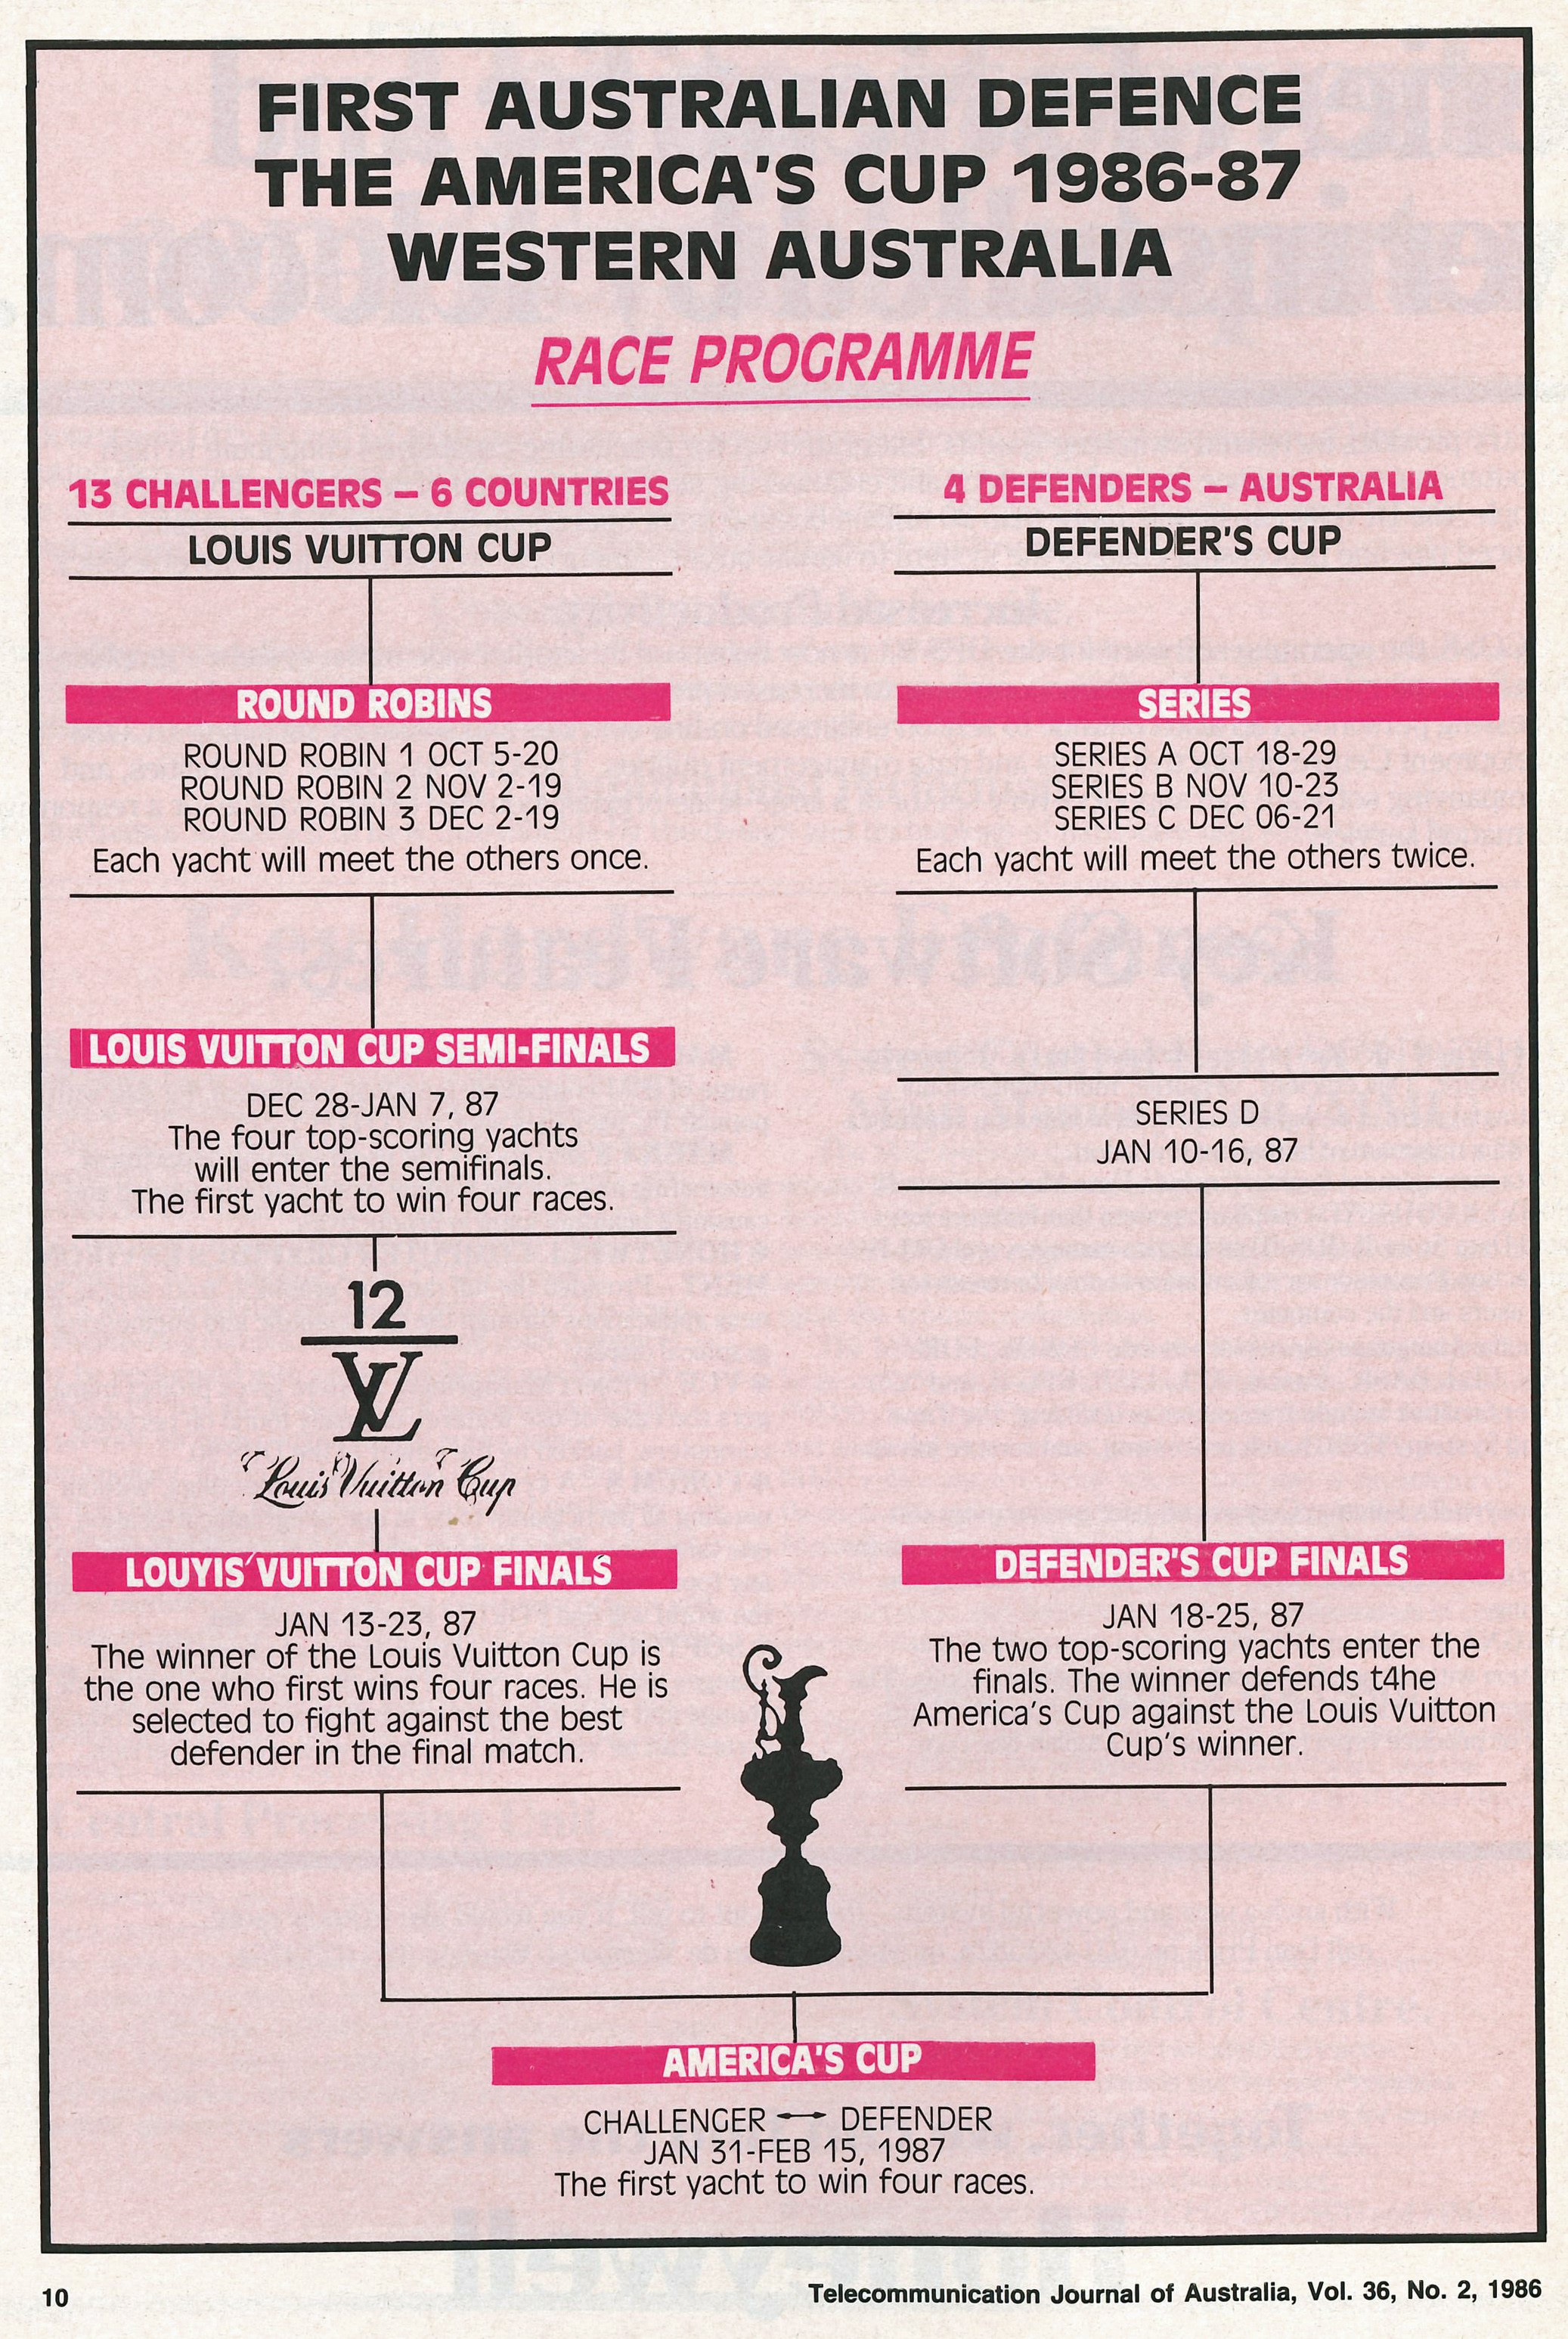 FIRST AUSTRALIAN DEFENCE
THE AMERICA'S CUP 1986-87
WESTERN AUSTRALIA
RACE PROGRAMME
13 CHALLENGERS – 6 COUNTRIES
LOUIS VUITTON CUP
ROUND ROBINS
ROUND ROBIN 1 OCT 5-20
ROUND ROBIN 2 NOV 2-19
ROUND ROBIN 3 DEC 2-19
Each yacht will meet the others once.
LOUIS VUITTON CUP SEMI-FINALS
DEC 28-JAN 7, 87
The four top-scoring yachts
will enter the semifinals.
The first yacht to win four races.
12
LV
Louis Vuitton Cup
LOUYIS VUITTON CUP FINALS
JAN 13-23, 87
The winner of the Louis Vuitton Cup is
the one who first wins four races. He is
selected to fight against the best
defender in the final match.
4 DEFENDERS – AUSTRALIA
DEFENDER'S CUP
SERIES
SERIES A OCT 18-29
SERIES B NOV 10-23
SERIES C DEC 06-21
Each yacht will meet the others twice.
SERIES D
JAN 10-16, 87
DEFENDER'S CUP FINALS
JAN 18-25, 87
The two top-scoring yachts enter the
finals. The winner defends t4he
America's Cup against the Louis Vuitton
Cup's winner.
AMERICA'S CUP
CHALLENGER ↔ DEFENDER
JAN 31-FEB 15, 1987
The first yacht to win four races.
10
Telecommunication Journal of Australia, Vol. 36, No. 2, 1986